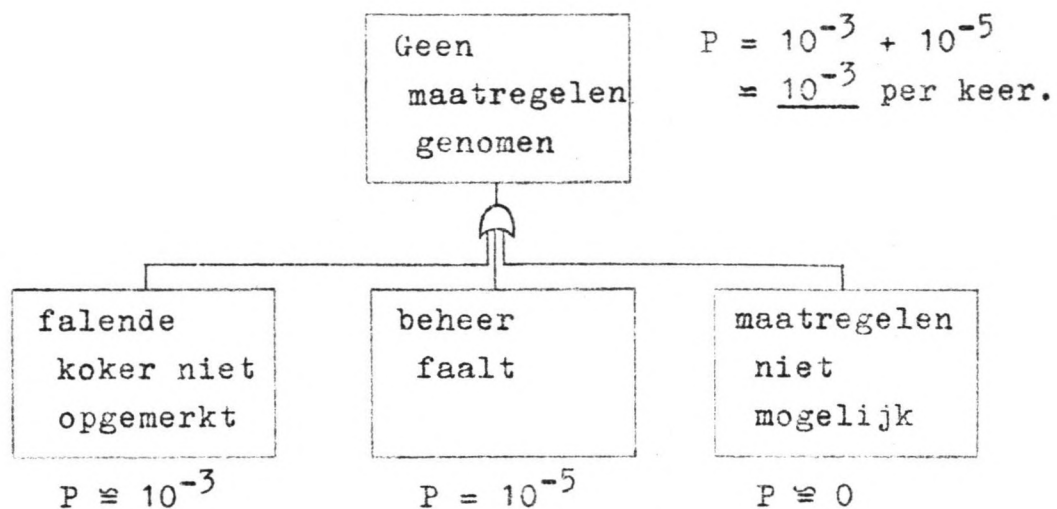 Geen
maatregelen
genomen
P = 10⁻³ + 10⁻⁵
≃ 10⁻³ per keer.
falende
koker niet
opgemerkt
beheer
faalt
maatregelen
niet
mogelijk
P ≅ 10⁻³
P = 10⁻⁵
P ≅ 0